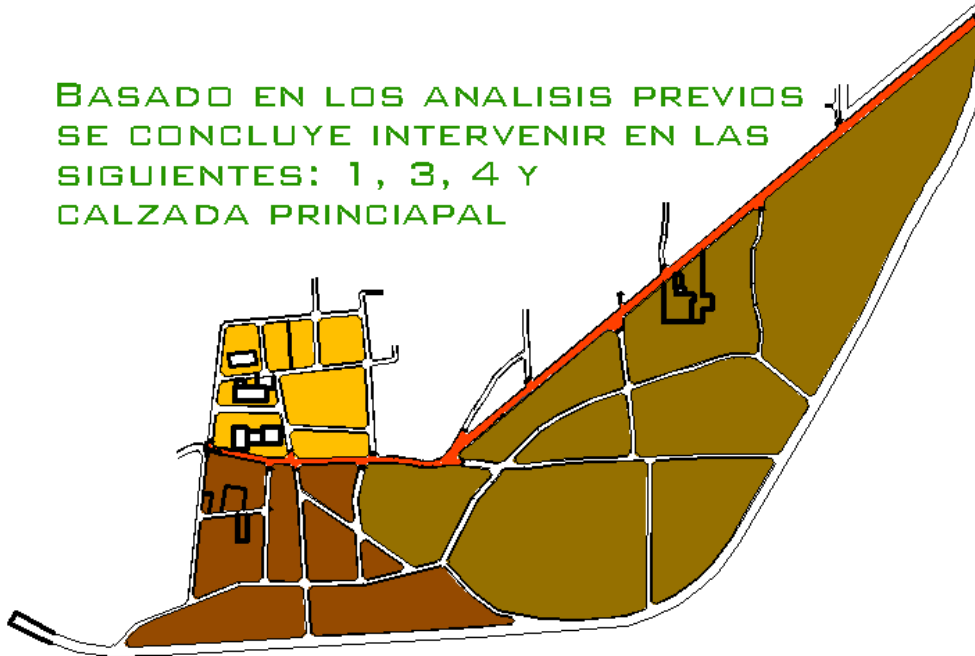 BASADO EN LOS ANALISIS PREVIOS
SE CONCLUYE INTERVENIR EN LAS
SIGUIENTES: 1, 3, 4 Y
CALZADA PRINCIAPAL